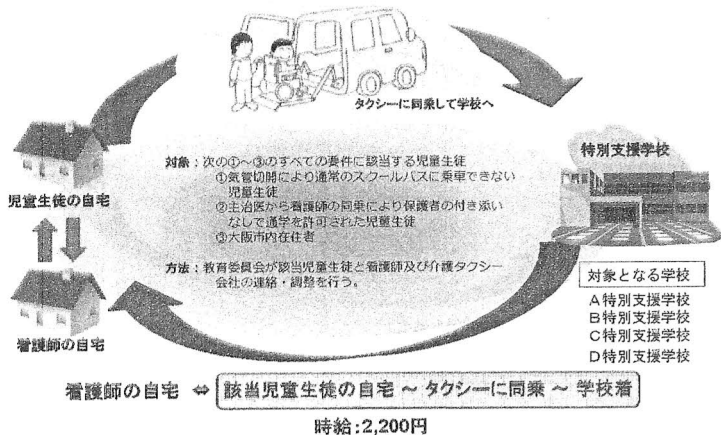 タクシーに同乗して学校へ
特別支援学校
児童生徒の自宅
対象：次の①～③のすべての要件に該当する児童生徒
①気管切開により通常のスクールバスに乗車できない
児童生徒
②主治医から看護師の同乗により保護者の付き添い
なしで通学を許可された児童生徒
③大阪市内在住者
方法：教育委員会が該当児童生徒と看護師及び介護タクシー
会社の連絡・調整を行う。
看護師の自宅
対象となる学校
A特別支援学校
B特別支援学校
C特別支援学校
D特別支援学校
看護師の自宅 ⇔ 該当児童生徒の自宅 ～ タクシーに同乗 ～ 学校着
時給：2,200円